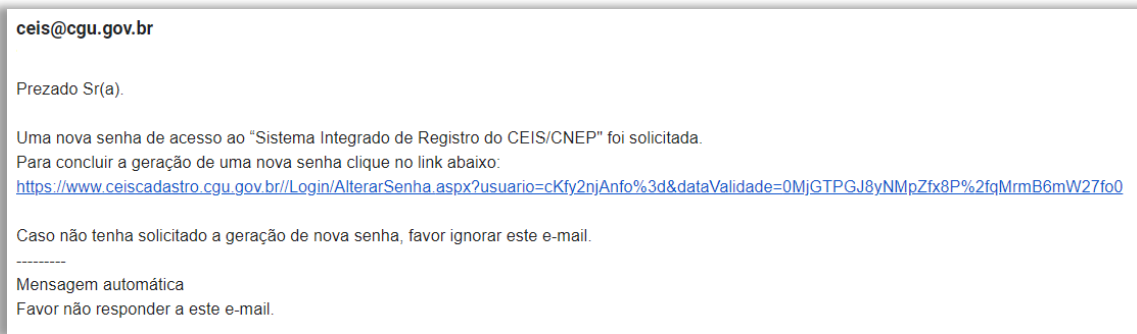 ceis@cgu.gov.br
Prezado Sr(a).
Uma nova senha de acesso ao “Sistema Integrado de Registro do CEIS/CNEP" foi solicitada.
Para concluir a geração de uma nova senha clique no link abaixo:
https://www.ceiscadastro.cgu.gov.br//Login/AlterarSenha.aspx?usuario=cKfy2njAnfo%3d&dataValidade=0MjGTPGJ8yNMpZfx8P%2fqMrmB6mW27fo0
Caso não tenha solicitado a geração de nova senha, favor ignorar este e-mail.
---------
Mensagem automática
Favor não responder a este e-mail.